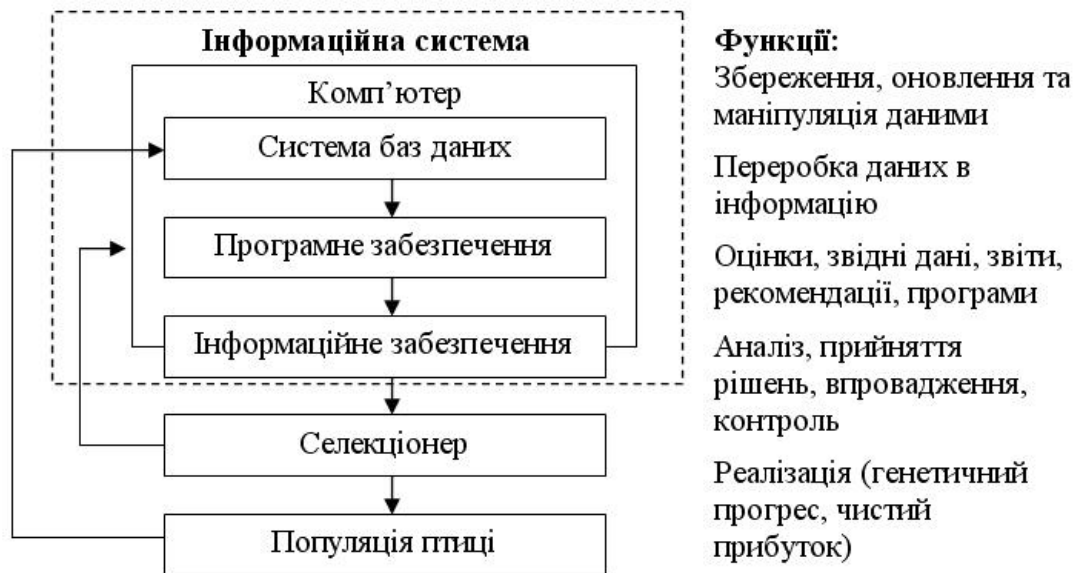 Інформаційна система
Комп’ютер
Система баз даних
Програмне забезпечення
Інформаційне забезпечення
Селекціонер
Популяція птиці
Функції:
Збереження, оновлення та
маніпуляція даними
Переробка даних в
інформацію
Оцінки, звідні дані, звіти,
рекомендації, програми
Аналіз, прийняття
рішень, впровадження,
контроль
Реалізація (генетичний
прогрес, чистий
прибуток)